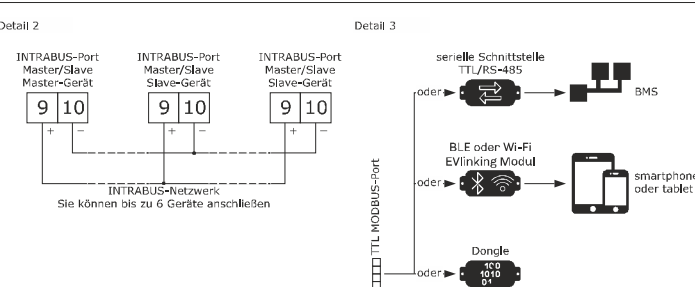 Detail 2
INTRABUS-Port
Master/Slave
Master-Gerät
9 10
+ −
INTRABUS-Port
Master/Slave
Slave-Gerät
9 10
+ −
INTRABUS-Port
Master/Slave
Slave-Gerät
9 10
+ −
INTRABUS-Netzwerk
Sie können bis zu 6 Geräte anschließen
Detail 3
TTL MODBUS-Port
serielle Schnittstelle
TTL/RS-485
oder
BMS
BLE oder Wi-Fi
EVlinking Modul
oder
smartphone
oder tablet
Dongle
oder
100
1010
01